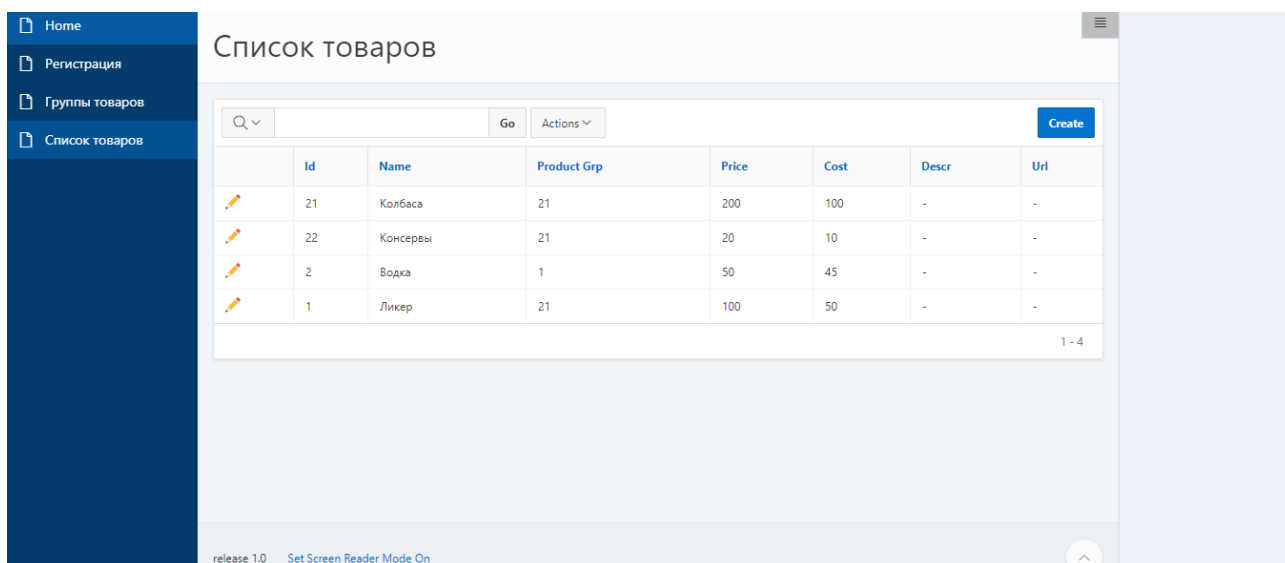 Home
Регистрация
Группы товаров
Список товаров
Список товаров
Go Actions Create
Id Name Product Grp Price Cost Descr Url
21 Колбаса 21 200 100 - -
22 Консервы 21 20 10 - -
2 Водка 1 50 45 - -
1 Ликер 21 100 50 - -
1 - 4
release 1.0 Set Screen Reader Mode On